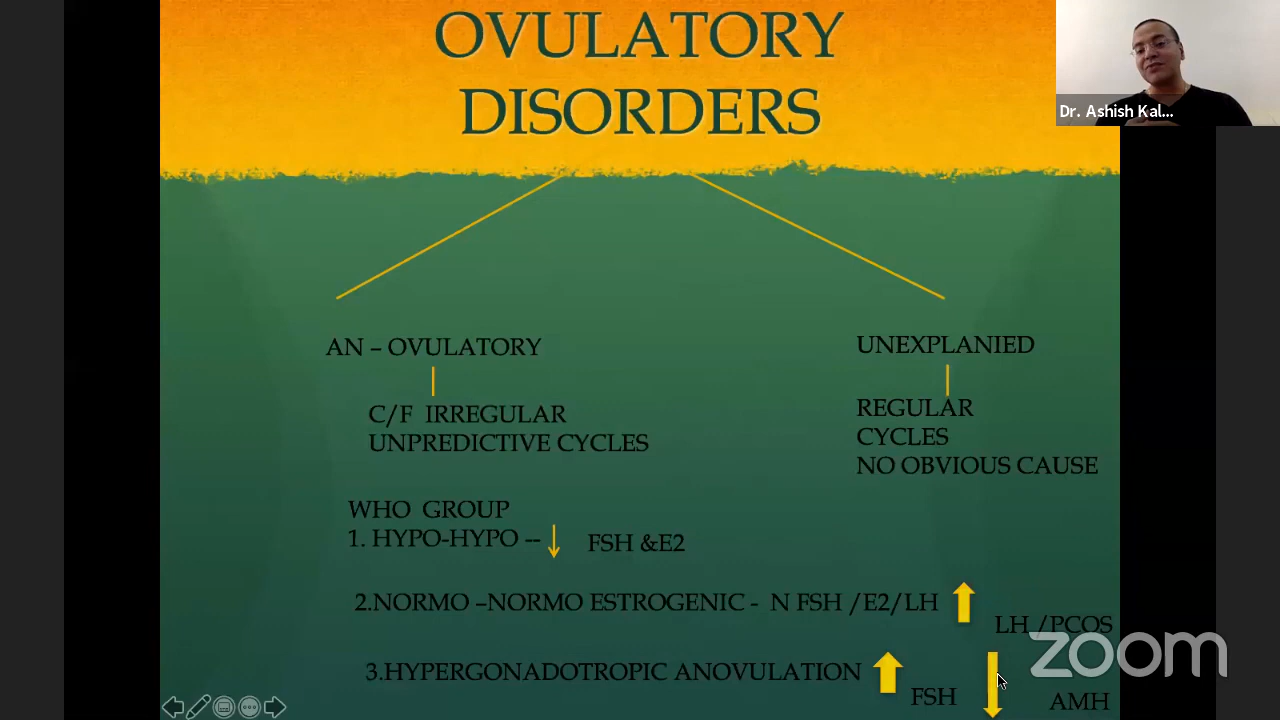 OVULATORY
DISORDERS
Dr. Ashish Kal...
AN – OVULATORY
UNEXPLANIED
C/F IRREGULAR
UNPREDICTIVE CYCLES
REGULAR
CYCLES
NO OBVIOUS CAUSE
WHO GROUP
1. HYPO-HYPO --
FSH &E2
2.NORMO –NORMO ESTROGENIC - N FSH /E2/LH
LH /PCOS
3.HYPERGONADOTROPIC ANOVULATION
FSH
AMH
zoom